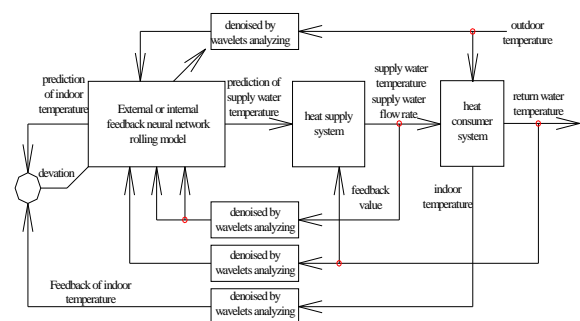 denoised by
wavelets analyzing
outdoor
temperature
prediction
of indoor
temperature
External or internal
feedback neural network
rolling model
prediction of
supply water
temperature
heat supply
system
supply water
temperature
supply water
flow rate
heat
consumer
system
return water
temperature
devation
feedback
value
indoor
temperature
denoised by
wavelets analyzing
denoised by
wavelets analyzing
Feedback of indoor
temperature
denoised by
wavelets analyzing